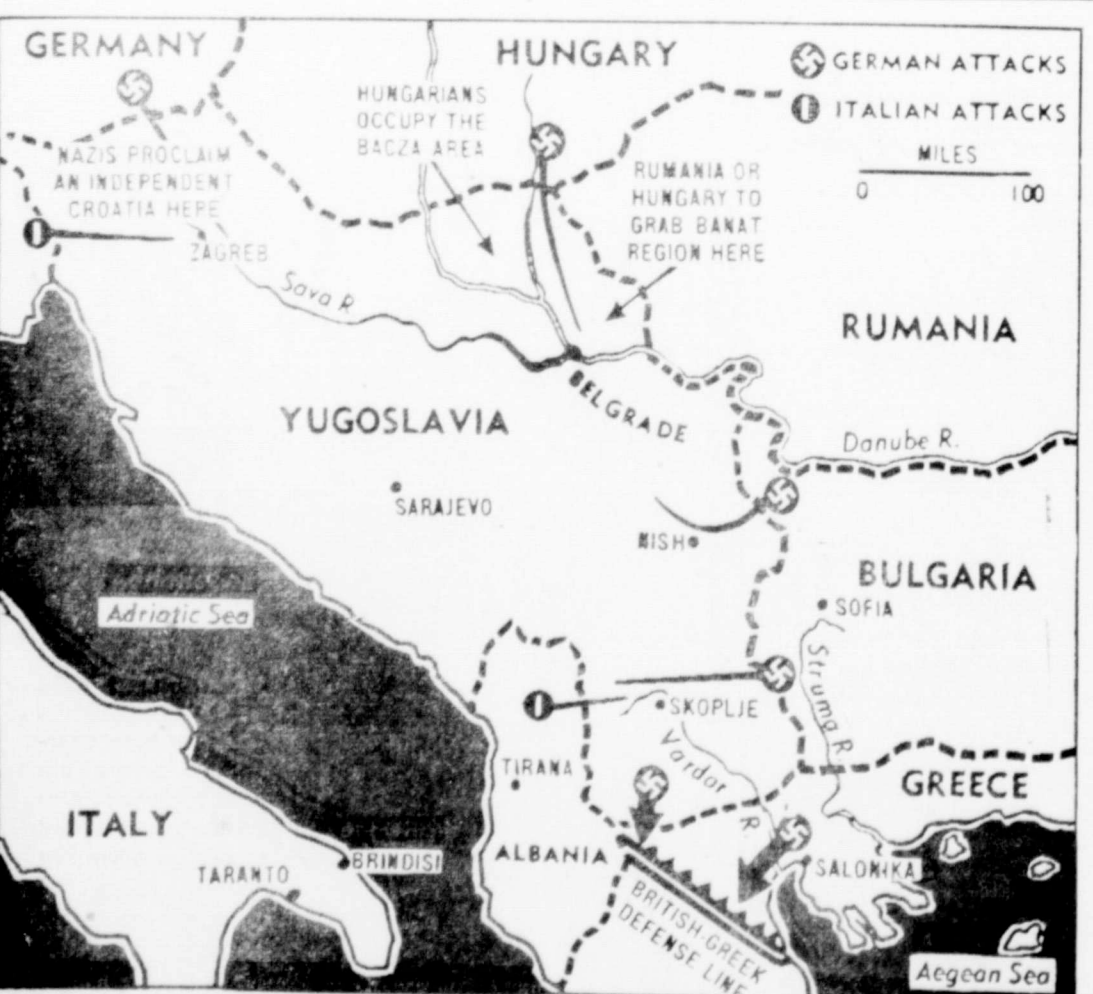 GERMANY
HUNGARY
GERMAN ATTACKS
ITALIAN ATTACKS
MILES
0 100
HUNGARIANS
OCCUPY THE
BACZA AREA
NAZIS PROCLAIM
AN INDEPENDENT
CROATIA HERE
RUMANIA OR
HUNGARY TO
GRAB BANAT
REGION HERE
ZAGREB
Sava R.
RUMANIA
BELGRADE
YUGOSLAVIA
Danube R.
SARAJEVO
NISH
BULGARIA
SOFIA
Adriatic Sea
Struma R.
SKOPLJE
Vardar R.
TIRANA
GREECE
ITALY
ALBANIA
BRINDISI
TARANTO
SALONIKA
BRITISH-GREEK
DEFENSE LINE
Aegean Sea